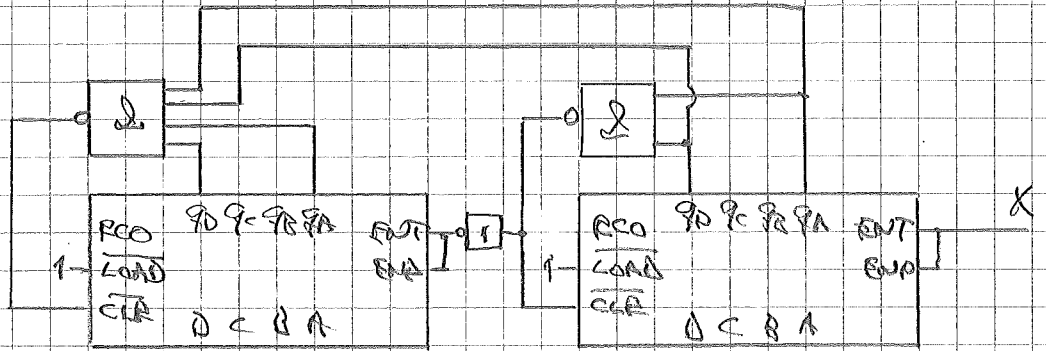 & &
RCO qD qC qB qA ENT 1 RCO qD qC qB qA ENT X
1 LOAD ENP 1 LOAD ENP
CLR CLR
D C B A D C B A